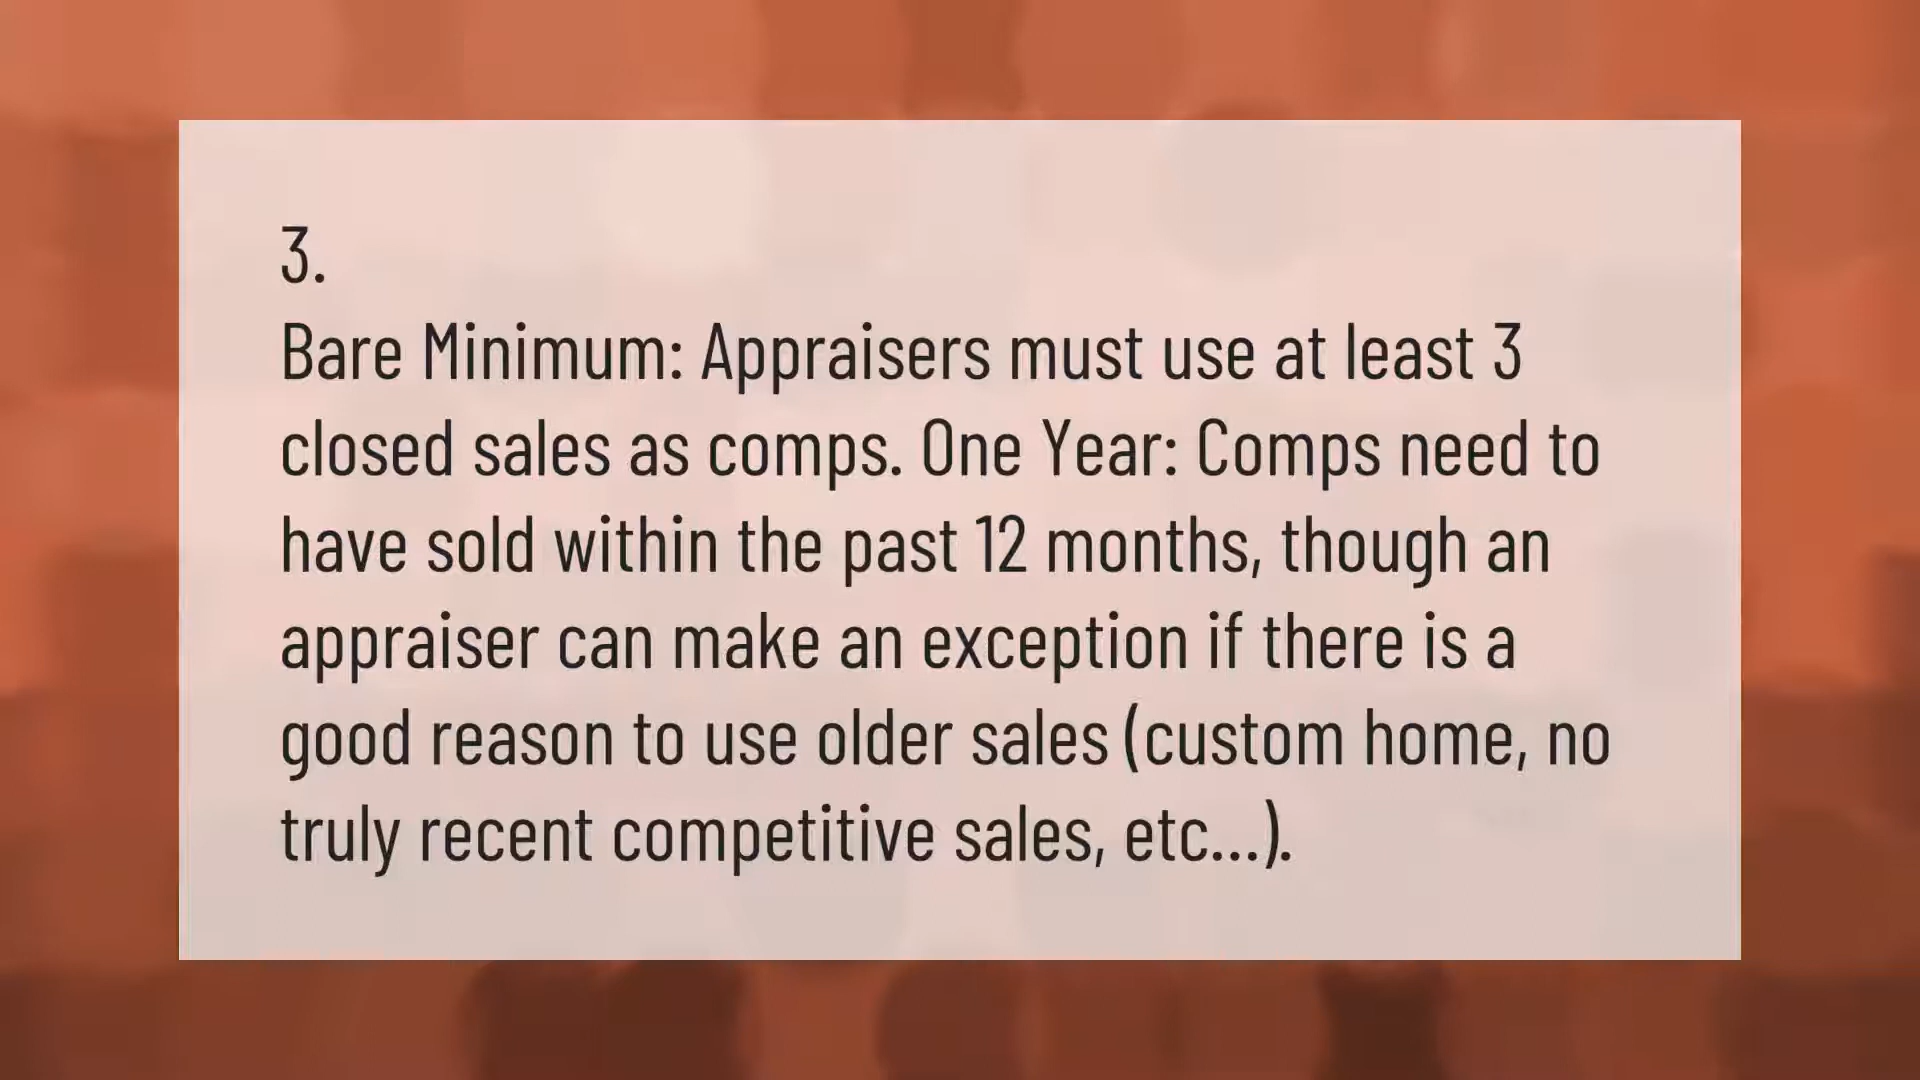 3.
Bare Minimum: Appraisers must use at least 3
closed sales as comps. One Year: Comps need to
have sold within the past 12 months, though an
appraiser can make an exception if there is a
good reason to use older sales (custom home, no
truly recent competitive sales, etc...).